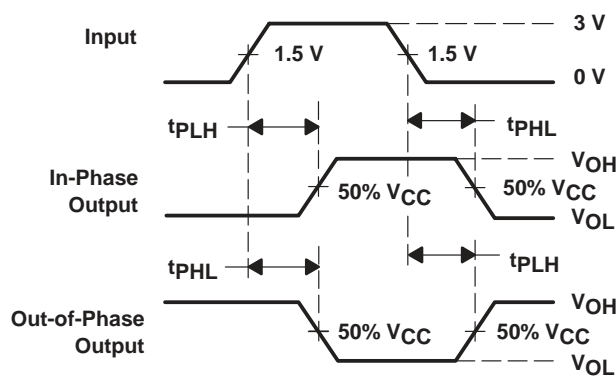 3 V
Input
1.5 V
1.5 V
0 V
tPLH
tPHL
VOH
In-Phase
Output
50% VCC
50% VCC
VOL
tPHL
tPLH
VOH
Out-of-Phase
Output
50% VCC
50% VCC
VOL